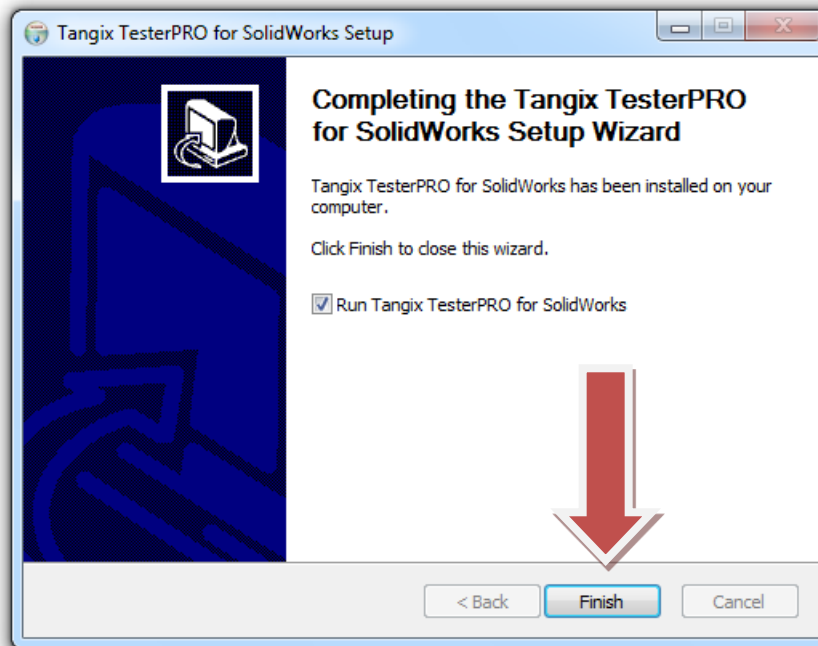 Tangix TesterPRO for SolidWorks Setup
Completing the Tangix TesterPRO
for SolidWorks Setup Wizard
Tangix TesterPRO for SolidWorks has been installed on your
computer.
Click Finish to close this wizard.
Run Tangix TesterPRO for SolidWorks
< Back
Finish
Cancel